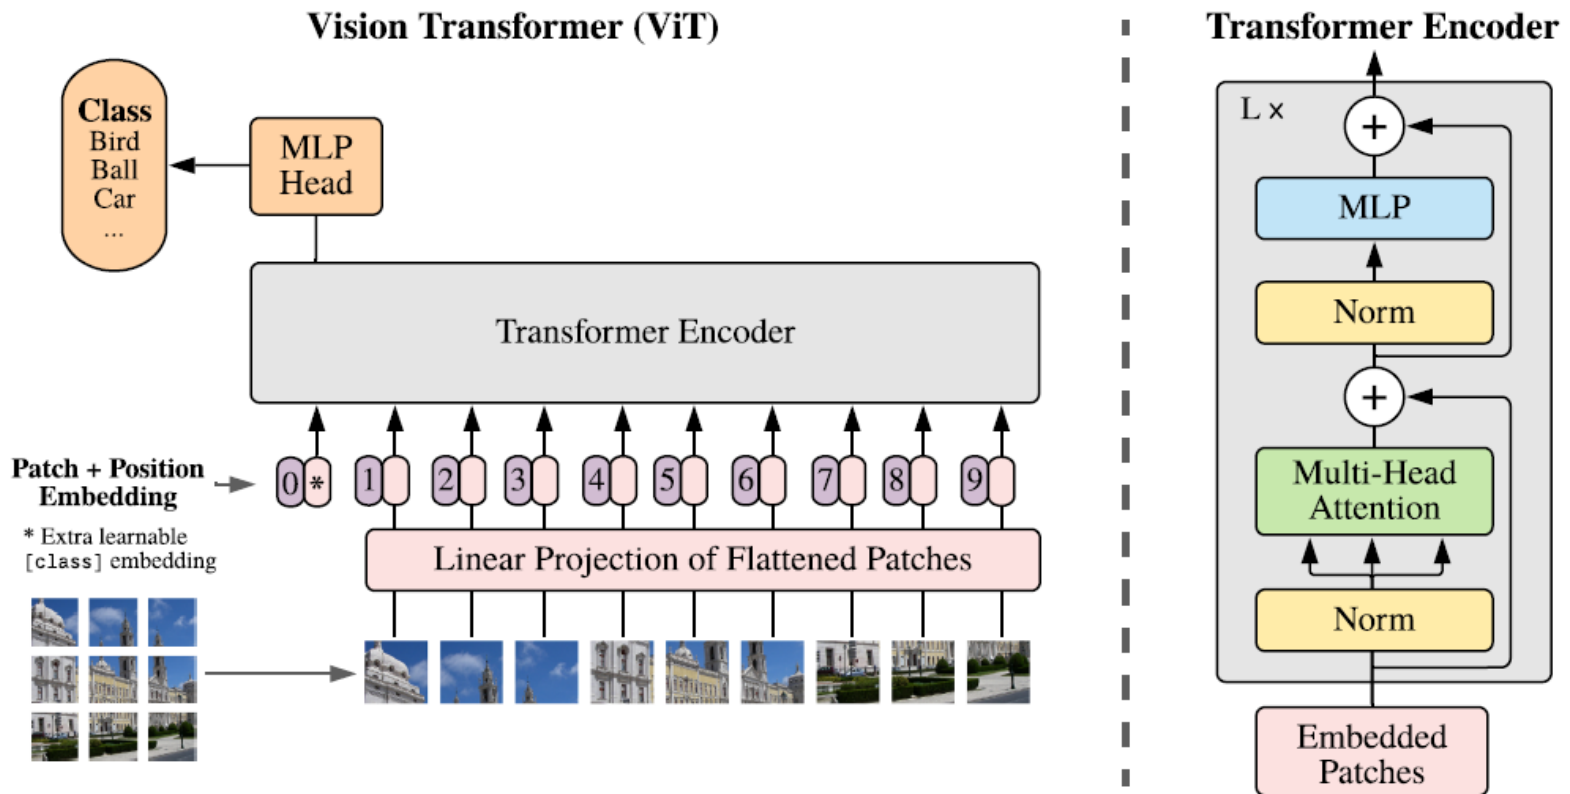 Vision Transformer (ViT)
Class
Bird
Ball
Car
...
MLP
Head
Transformer Encoder
Patch + Position
Embedding
0 * 1 2 3 4 5 6 7 8 9
* Extra learnable
[class] embedding
Linear Projection of Flattened Patches
Transformer Encoder
L ×
+
MLP
Norm
+
Multi-Head
Attention
Norm
Embedded
Patches